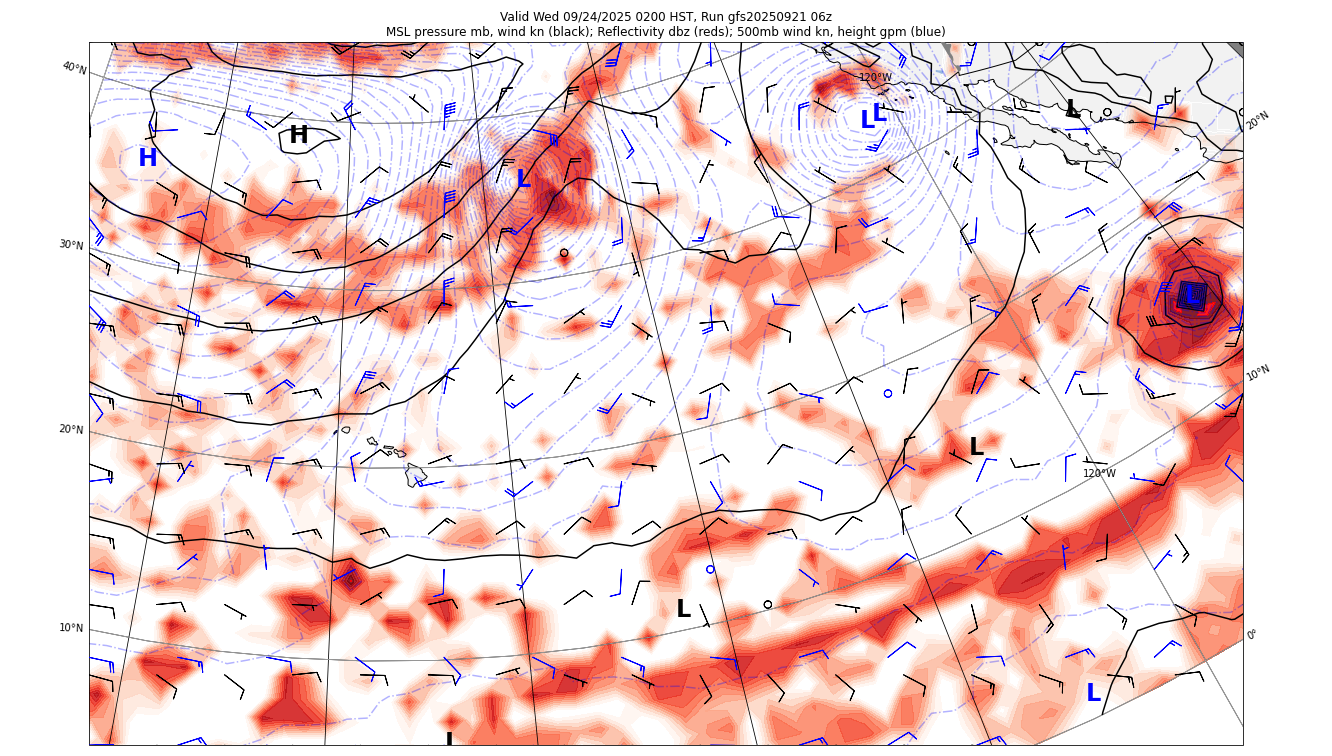 Valid Wed 09/24/2025 0200 HST, Run gfs20250921 06z
MSL pressure mb, wind kn (black); Reflectivity dbz (reds); 500mb wind kn, height gpm (blue)
40°N
120°W
L
L
L
20°N
H
H
L
30°N
L
10°N
20°N
L
120°W
L
10°N
0°
L
L